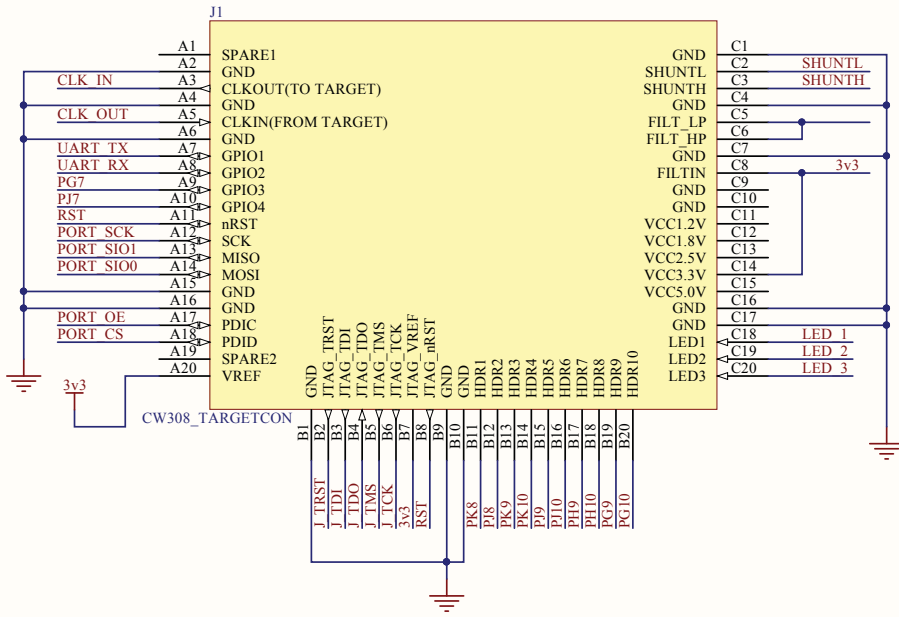 J1
A1 SPARE1
A2 GND
CLK_IN A3 CLKOUT(TO TARGET)
A4 GND
CLK_OUT A5 CLKIN(FROM TARGET)
A6 GND
UART_TX A7 GPIO1
UART_RX A8 GPIO2
PG7 A9 GPIO3
PJ7 A10 GPIO4
RST A11 nRST
PORT_SCK A12 SCK
PORT_SIO1 A13 MISO
PORT_SIO0 A14 MOSI
A15 GND
A16 GND
PORT_OE A17 PDIC
PORT_CS A18 PDID
A19 SPARE2
A20 VREF
3v3
CW308_TARGETCON
GND C1
SHUNTL C2 SHUNTL
SHUNTH C3 SHUNTH
GND C4
FILT_LP C5
FILT_HP C6
GND C7
FILTIN C8 3v3
GND C9
GND C10
VCC1.2V C11
VCC1.8V C12
VCC2.5V C13
VCC3.3V C14
VCC5.0V C15
GND C16
GND C17
LED1 C18 LED_1
LED2 C19 LED_2
LED3 C20 LED_3
GND B1
JTAG_TRST B2 J_TRST
JTAG_TDI B3 J_TDI
JTAG_TDO B4 J_TDO
JTAG_TMS B5 J_TMS
JTAG_TCK B6 J_TCK
JTAG_VREF B7 3v3
JTAG_nRST B8 RST
GND B9
GND B10
HDR1 B11 PK8
HDR2 B12 PJ8
HDR3 B13 PK9
HDR4 B14 PK10
HDR5 B15 PJ9
HDR6 B16 PJ10
HDR7 B17 PH9
HDR8 B18 PH10
HDR9 B19 PG9
HDR10 B20 PG10